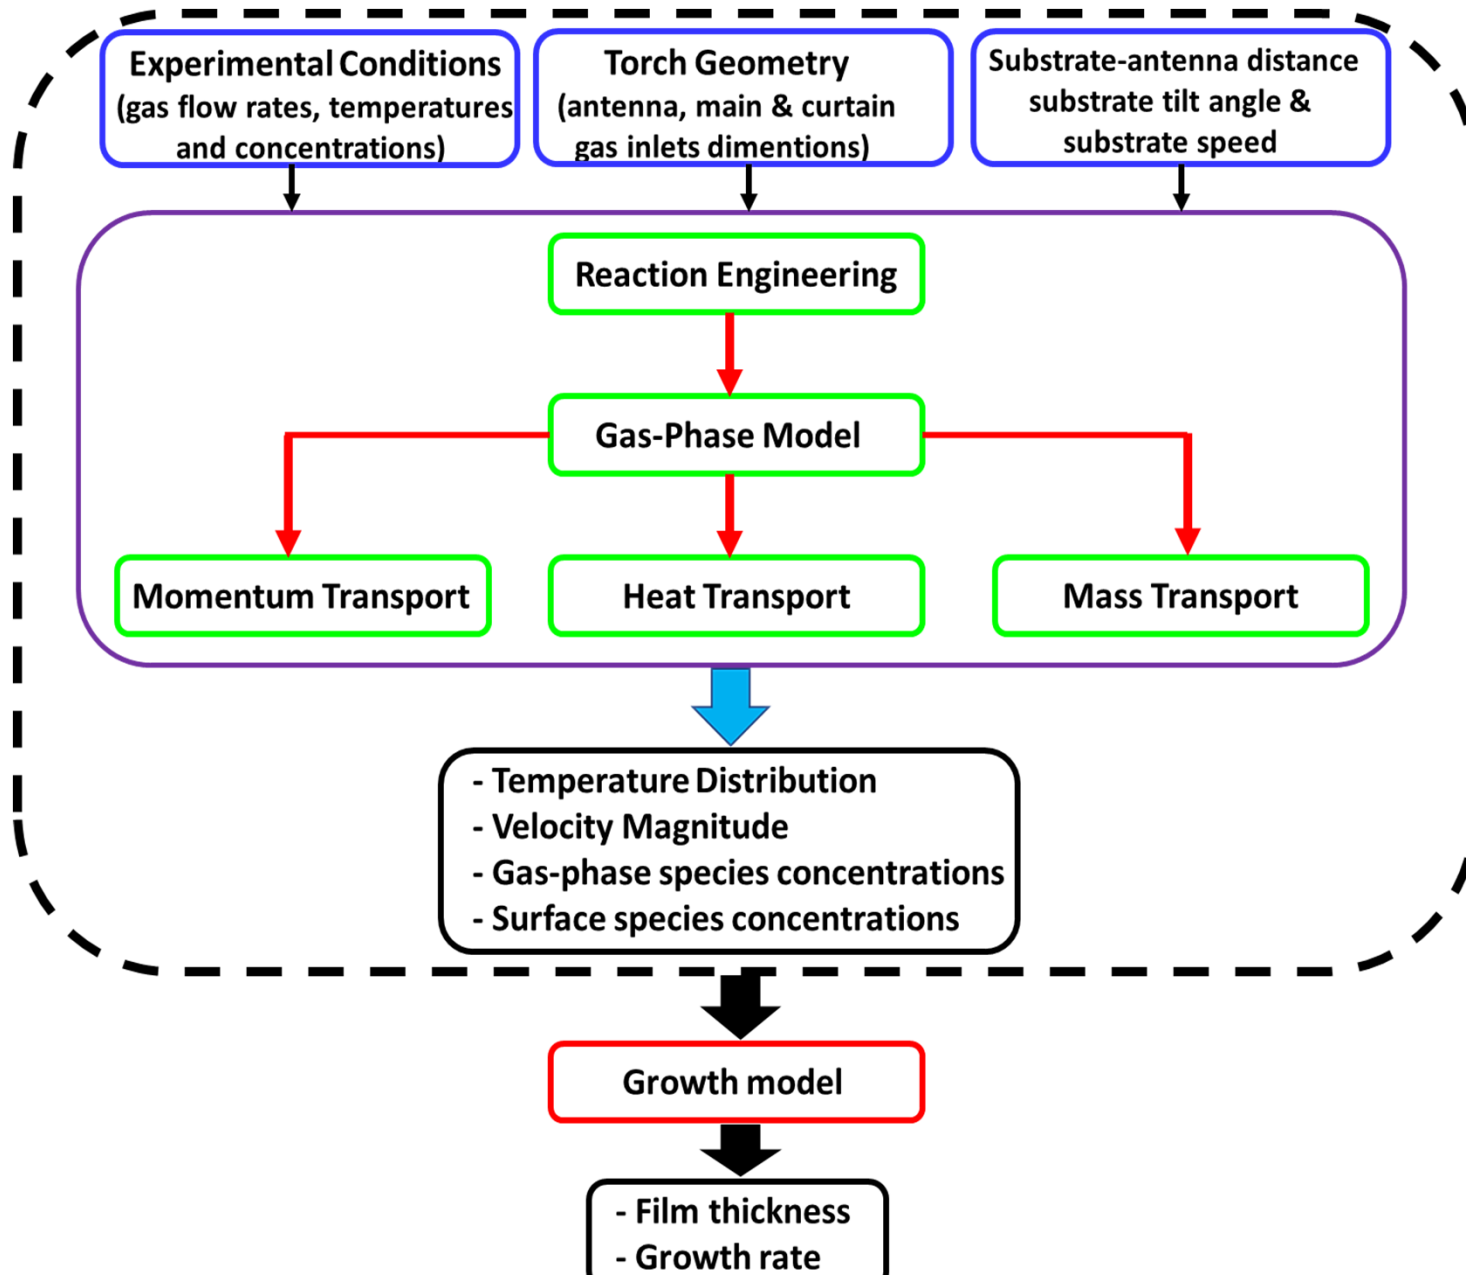 Experimental Conditions
(gas flow rates, temperatures
and concentrations)
Torch Geometry
(antenna, main & curtain
gas inlets dimentions)
Substrate-antenna distance
substrate tilt angle &
substrate speed
Reaction Engineering
Gas-Phase Model
Momentum Transport
Heat Transport
Mass Transport
- Temperature Distribution
- Velocity Magnitude
- Gas-phase species concentrations
- Surface species concentrations
Growth model
- Film thickness
- Growth rate